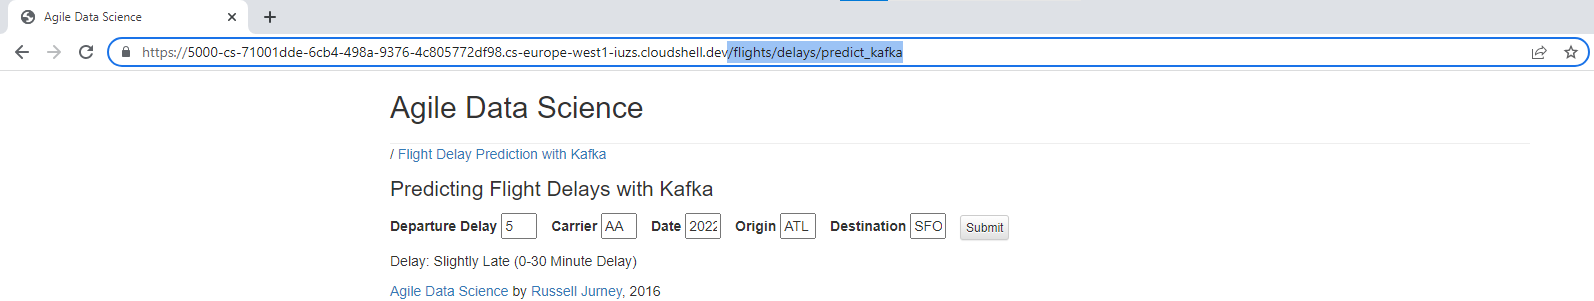 Agile Data Science
https://5000-cs-71001dde-6cb4-498a-9376-4c805772df98.cs-europe-west1-iuzs.cloudshell.dev/flights/delays/predict_kafka
Agile Data Science
/ Flight Delay Prediction with Kafka
Predicting Flight Delays with Kafka
Departure Delay 5 Carrier AA Date 2022 Origin ATL Destination SFO Submit
Delay: Slightly Late (0-30 Minute Delay)
Agile Data Science by Russell Jurney, 2016